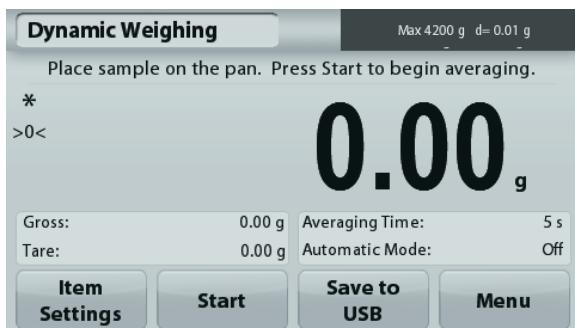 Dynamic Weighing
Max 4200 g d= 0.01 g
Place sample on the pan. Press Start to begin averaging.
*
>0<
0.00 g
Gross: 0.00 g
Tare: 0.00 g
Averaging Time: 5 s
Automatic Mode: Off
Item Settings
Start
Save to USB
Menu